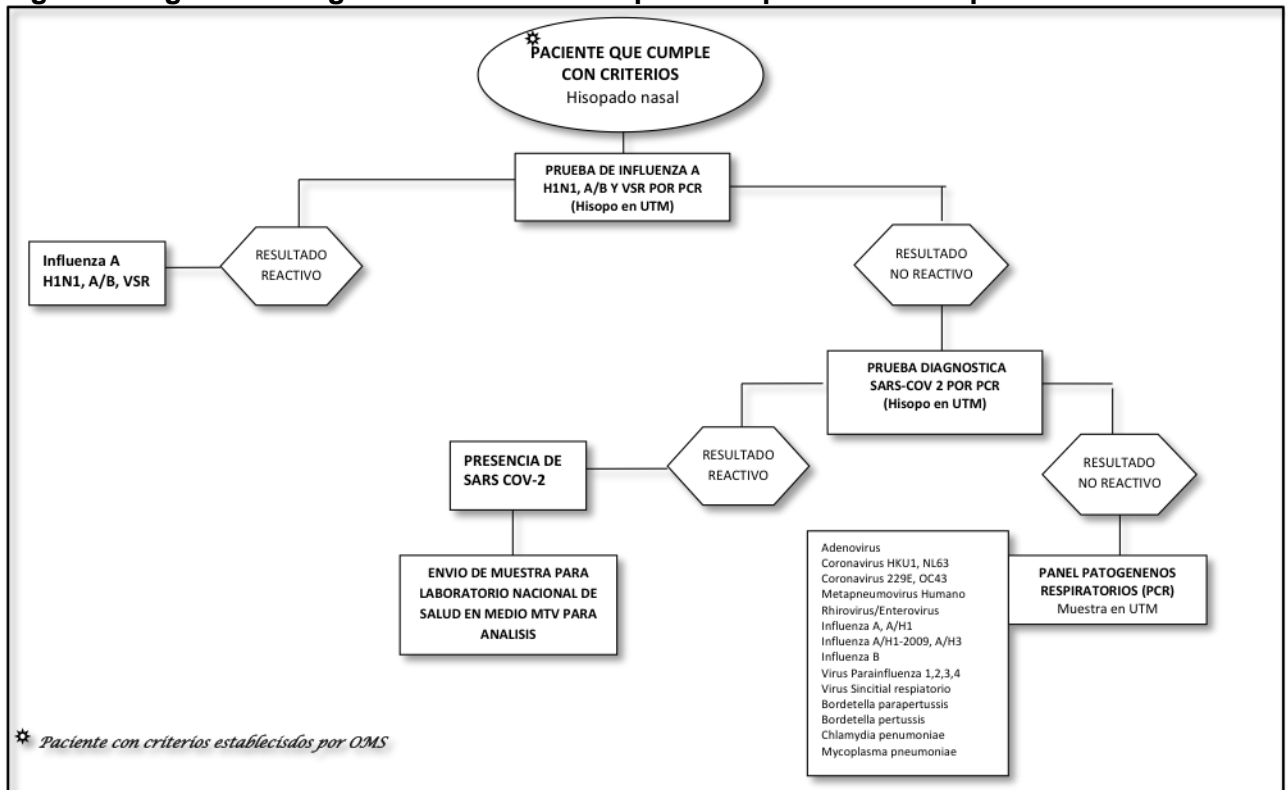 PACIENTE QUE CUMPLE
CON CRITERIOS
Hisopado nasal
PRUEBA DE INFLUENZA A
H1N1, A/B Y VSR POR PCR
(Hisopo en UTM)
RESULTADO
REACTIVO
Influenza A
H1N1, A/B, VSR
RESULTADO
NO REACTIVO
PRUEBA DIAGNOSTICA
SARS-COV 2 POR PCR
(Hisopo en UTM)
RESULTADO
REACTIVO
PRESENCIA DE
SARS COV-2
ENVIO DE MUESTRA PARA
LABORATORIO NACIONAL DE
SALUD EN MEDIO MTV PARA
ANALISIS
RESULTADO
NO REACTIVO
PANEL PATOGENENOS
RESPIRATORIOS (PCR)
Muestra en UTM
Adenovirus
Coronavirus HKU1, NL63
Coronavirus 229E, OC43
Metapneumovirus Humano
Rhirovirus/Enterovirus
Influenza A, A/H1
Influenza A/H1-2009, A/H3
Influenza B
Virus Parainfluenza 1,2,3,4
Virus Sincitial respiatorio
Bordetella parapertussis
Bordetella pertussis
Chlamydia penumoniae
Mycoplasma pneumoniae
Paciente con criterios establecisdos por OMS